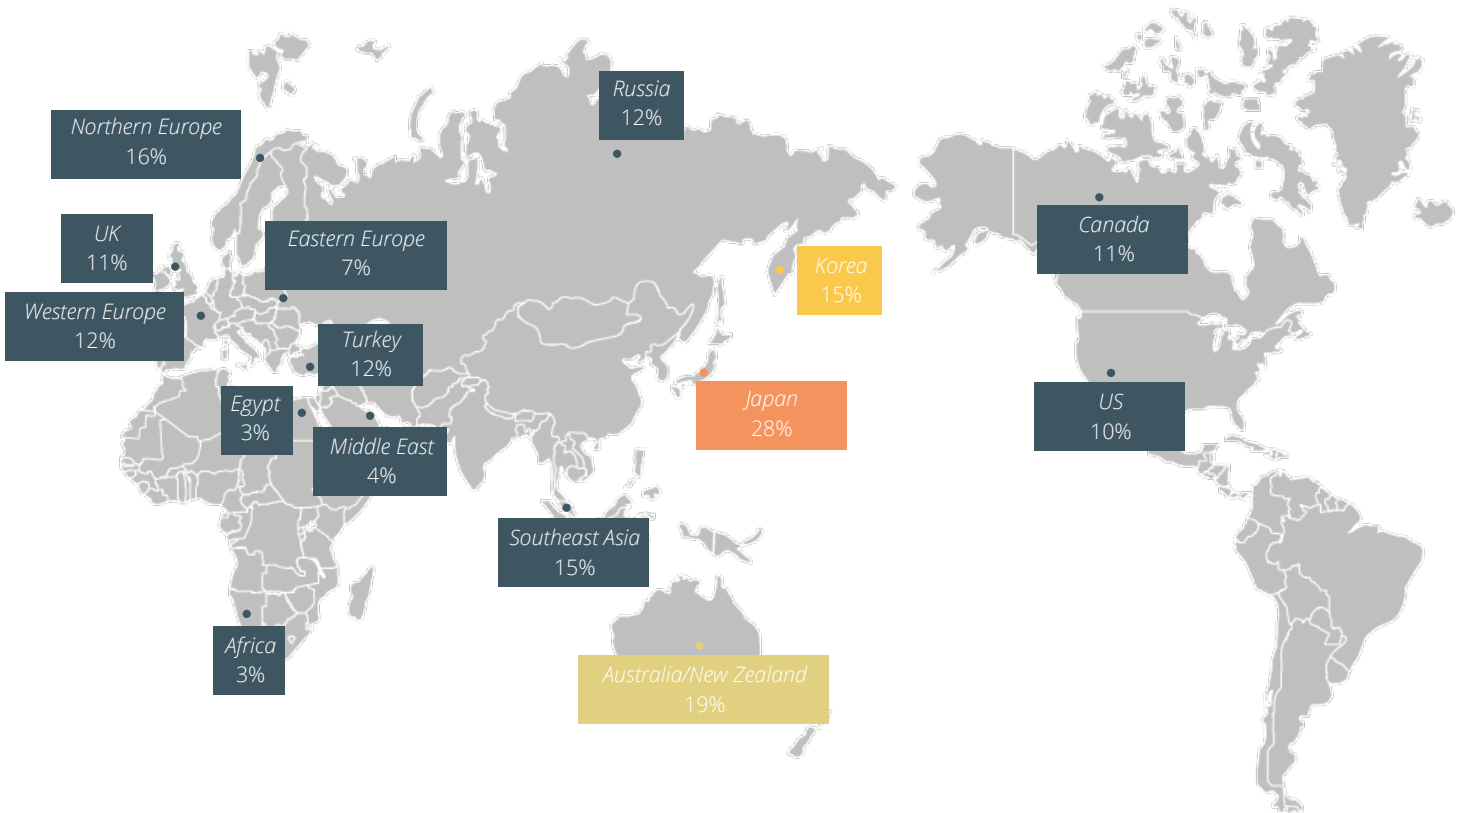 Russia
12%
Northern Europe
16%
UK
11%
Eastern Europe
7%
Canada
11%
Korea
15%
Western Europe
12%
Turkey
12%
Egypt
3%
Japan
28%
US
10%
Middle East
4%
Southeast Asia
15%
Africa
3%
Australia/New Zealand
19%